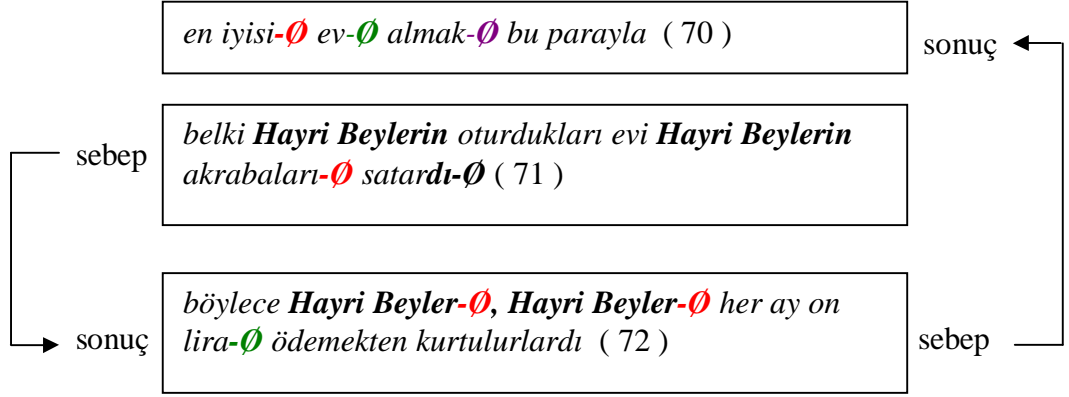 en iyisi-Ø ev-Ø almak-Ø bu parayla ( 70 )
sonuç
belki Hayri Beylerin oturdukları evi Hayri Beylerin
sebep
akrabaları-Ø satardı-Ø ( 71 )
böylece Hayri Beyler-Ø, Hayri Beyler-Ø her ay on
sonuç
lira-Ø ödemekten kurtulurlardı ( 72 )
sebep